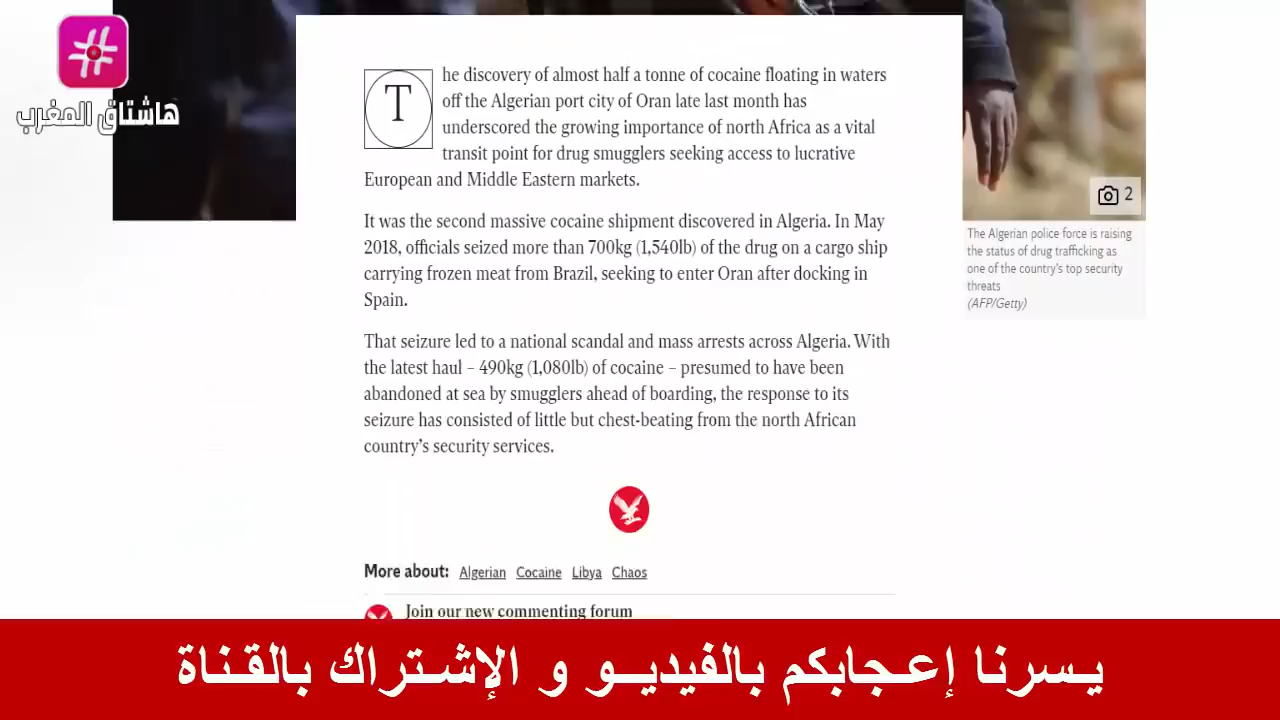 هاشتاق المغرب
The discovery of almost half a tonne of cocaine floating in waters
off the Algerian port city of Oran late last month has
underscored the growing importance of north Africa as a vital
transit point for drug smugglers seeking access to lucrative
European and Middle Eastern markets.
It was the second massive cocaine shipment discovered in Algeria. In May
2018, officials seized more than 700kg (1,540lb) of the drug on a cargo ship
carrying frozen meat from Brazil, seeking to enter Oran after docking in
Spain.
That seizure led to a national scandal and mass arrests across Algeria. With
the latest haul – 490kg (1,080lb) of cocaine – presumed to have been
abandoned at sea by smugglers ahead of boarding, the response to its
seizure has consisted of little but chest-beating from the north African
country’s security services.
2
The Algerian police force is raising
the status of drug trafficking as
one of the country's top security
threats
(AFP/Getty)
More about: Algerian Cocaine Libya Chaos
Join our new commenting forum
يسرنا إعجابكم بالفيديو و الإشتراك بالقناة